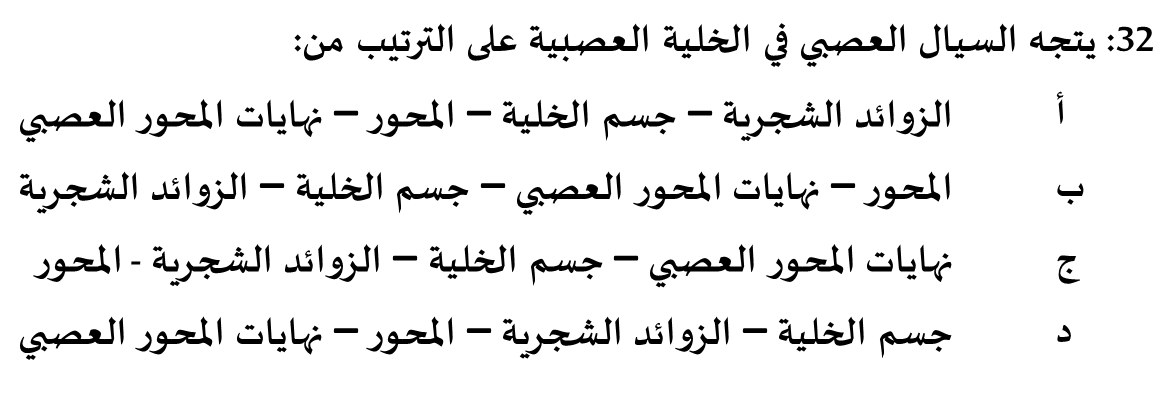 32: يتجه السيال العصبي في الخلية العصبية على الترتيب من:
أ الزوائد الشجرية – جسم الخلية – المحور – نهايات المحور العصبي
ب المحور – نهايات المحور العصبي – جسم الخلية – الزوائد الشجرية
ج نهايات المحور العصبي – جسم الخلية – الزوائد الشجرية - المحور
د جسم الخلية – الزوائد الشجرية – المحور – نهايات المحور العصبي